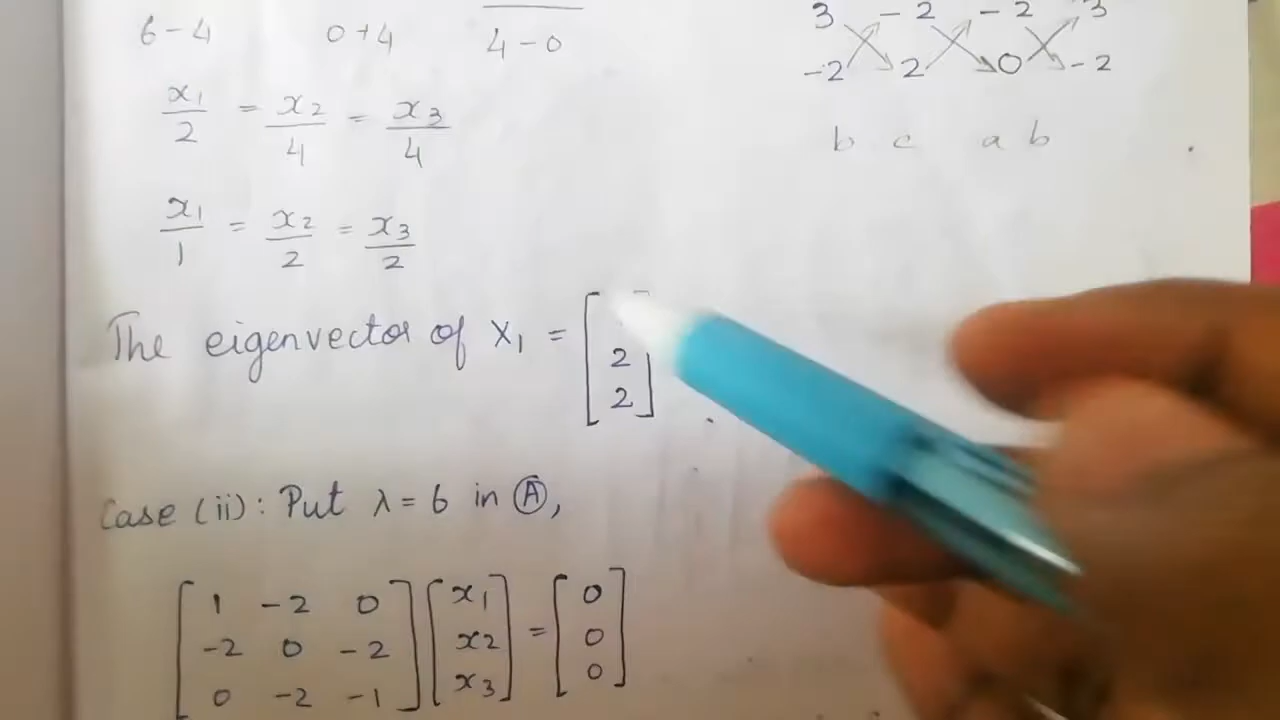 3 -2 -2 3
6-4 0+4 4-0
-2 2 0 -2
x1/2 = x2/4 = x3/4
b c a b
x1/1 = x2/2 = x3/2
The eigenvector of X1 = [ 2 2 ]
Case (ii): Put λ = 6 in Ⓐ,
[ 1 -2 0 ] [ x1 ] = [ 0 ]
[ -2 0 -2 ] [ x2 ] [ 0 ]
[ 0 -2 -1 ] [ x3 ] [ 0 ]